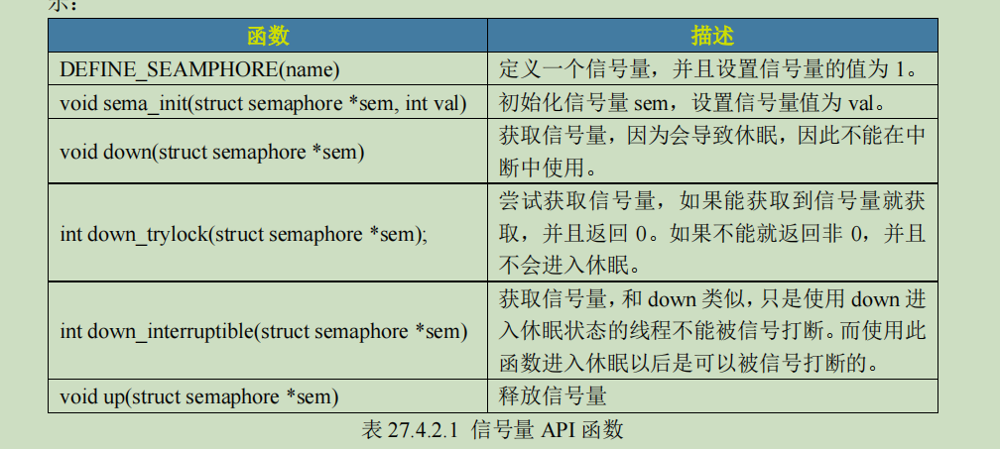 示：
函数 描述
DEFINE_SEAMPHORE(name) 定义一个信号量，并且设置信号量的值为 1。
void sema_init(struct semaphore *sem, int val) 初始化信号量 sem，设置信号量值为 val。
void down(struct semaphore *sem) 获取信号量，因为会导致休眠，因此不能在中
断中使用。
int down_trylock(struct semaphore *sem); 尝试获取信号量，如果能获取到信号量就获
取，并且返回 0。如果不能就返回非 0，并且
不会进入休眠。
int down_interruptible(struct semaphore *sem) 获取信号量，和 down 类似，只是使用 down 进
入休眠状态的线程不能被信号打断。而使用此
函数进入休眠以后是可以被信号打断的。
void up(struct semaphore *sem) 释放信号量
表 27.4.2.1 信号量 API 函数